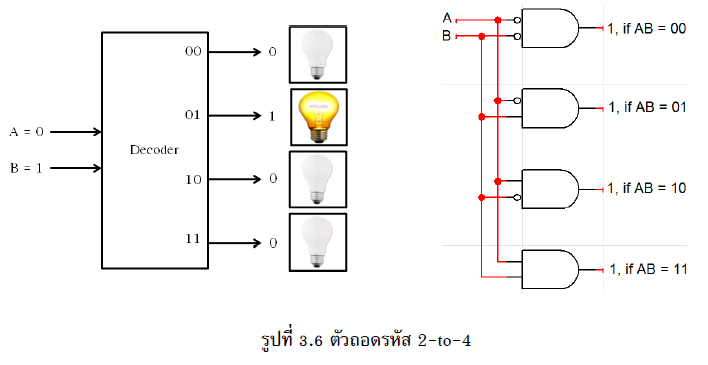 00
0
01
1
A = 0
Decoder
B = 1
10
0
11
0
A
B
1, if AB = 00
1, if AB = 01
1, if AB = 10
1, if AB = 11
รูปที่ 3.6 ตัวถอดรหัส 2-to-4